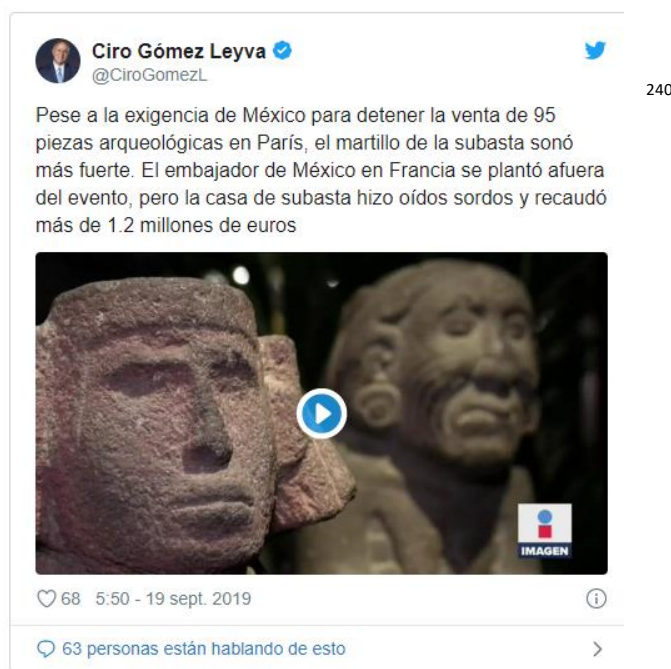 Ciro Gómez Leyva
@CiroGomezL
240
Pese a la exigencia de México para detener la venta de 95
piezas arqueológicas en París, el martillo de la subasta sonó
más fuerte. El embajador de México en Francia se plantó afuera
del evento, pero la casa de subasta hizo oídos sordos y recaudó
más de 1.2 millones de euros
IMAGEN
68 5:50 - 19 sept. 2019
63 personas están hablando de esto